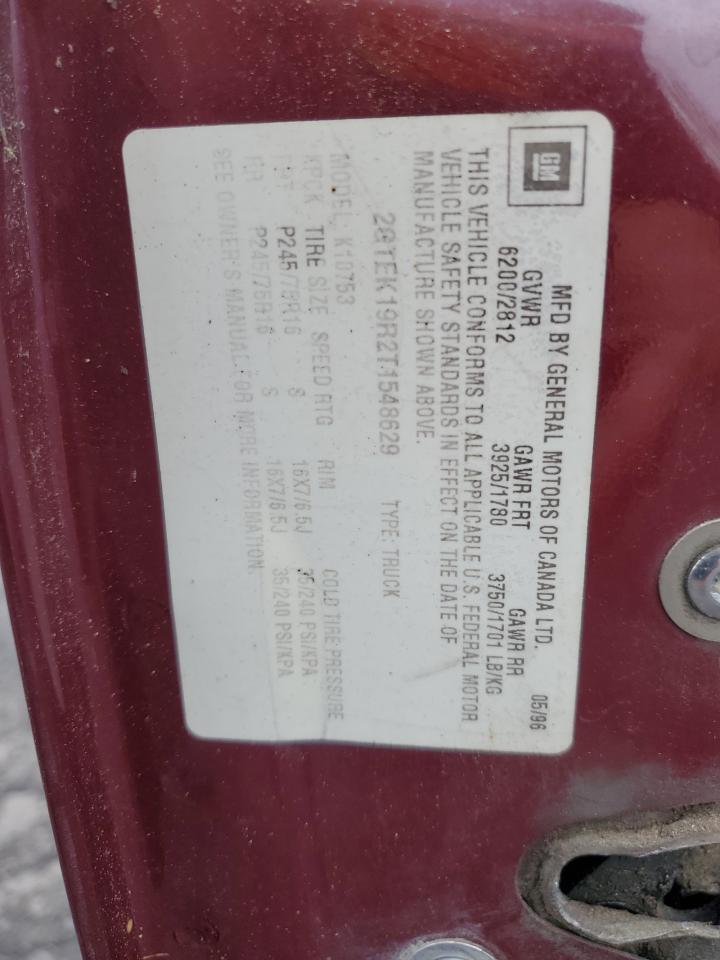 GM
MFD BY GENERAL MOTORS OF CANADA LTD. 05/96
GVWR GAWR FRT GAWR RR
6200/2812 3925/1780 3750/1701 LB/KG
THIS VEHICLE CONFORMS TO ALL APPLICABLE U.S. FEDERAL MOTOR
VEHICLE SAFETY STANDARDS IN EFFECT ON THE DATE OF
MANUFACTURE SHOWN ABOVE.
2GTEK19R2T1548629 TYPE: TRUCK
MODEL K10753
TIRE SIZE SPEED RTG RIM COLD TIRE PRESSURE
P245/75R16 S 16X7/6.5J 35/240 PSI/KPA
RR P245/75R16 S 16X7/6.5J 35/240 PSI/KPA
SEE OWNER'S MANUAL FOR MORE INFORMATION.